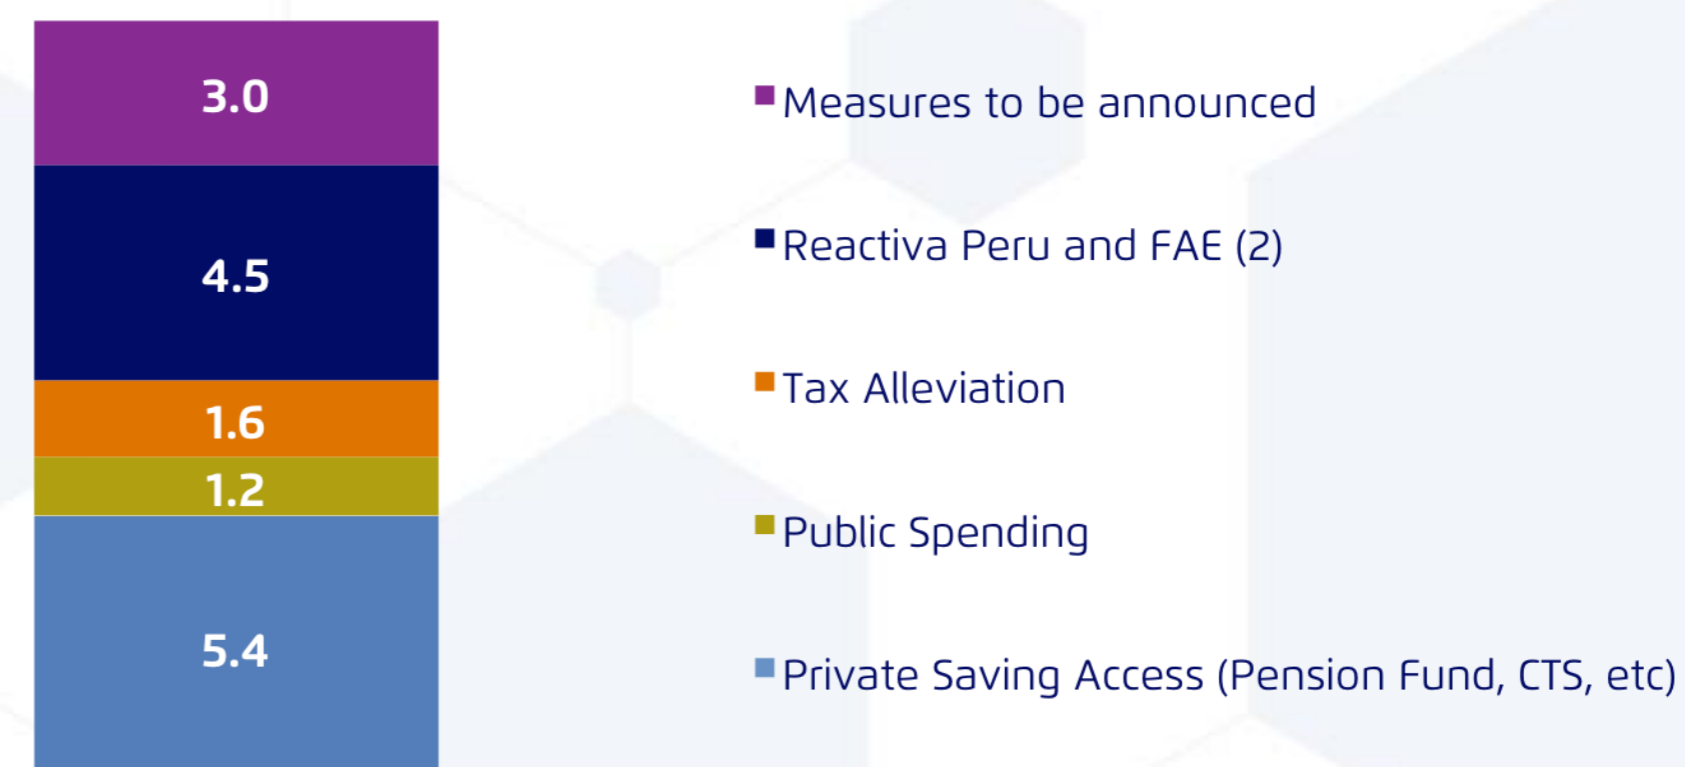 3.0
4.5
1.6
1.2
5.4
Measures to be announced
Reactiva Peru and FAE (2)
Tax Alleviation
Public Spending
Private Saving Access (Pension Fund, CTS, etc)